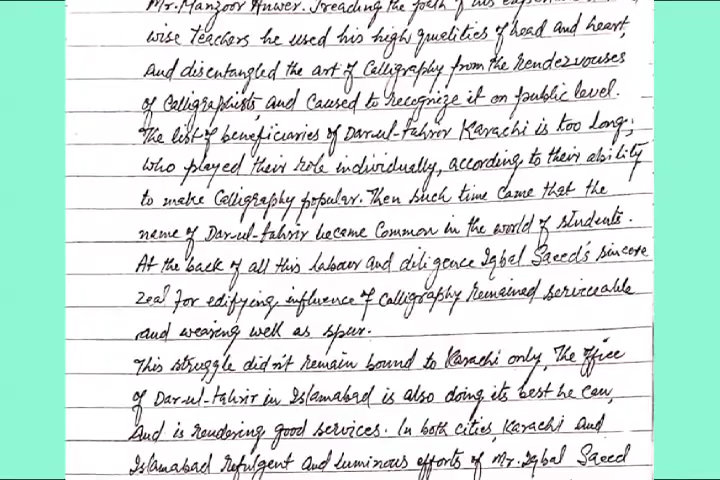 Mr. Manzoor Anwer. Treading the path of his
wise Teachers he used his high qualities of head and heart,
And disentangled the art of Calligraphy from the Rendezvouses
of Calligraphists, and Caused to recognize it on public level.
The list of beneficiaries of Dar-ul-tahrir Karachi is too long;
who played their role individually, according to their ability
to make Calligraphy popular. Then such time came that the
name of Dar-ul-tahrir became Common in the world of students.
At the back of all this labour and diligence Iqbal Saeed's sincere
zeal for edifying influence of Calligraphy remained serviceable
and wearing well as spur.
This struggle didn't remain bound to Karachi only, The office
of Dar-ul-tahrir in Islamabad is also doing its best he can,
And is rendering good services. In both cities, Karachi and
Islamabad refulgent and luminous efforts of Mr. Iqbal Saeed